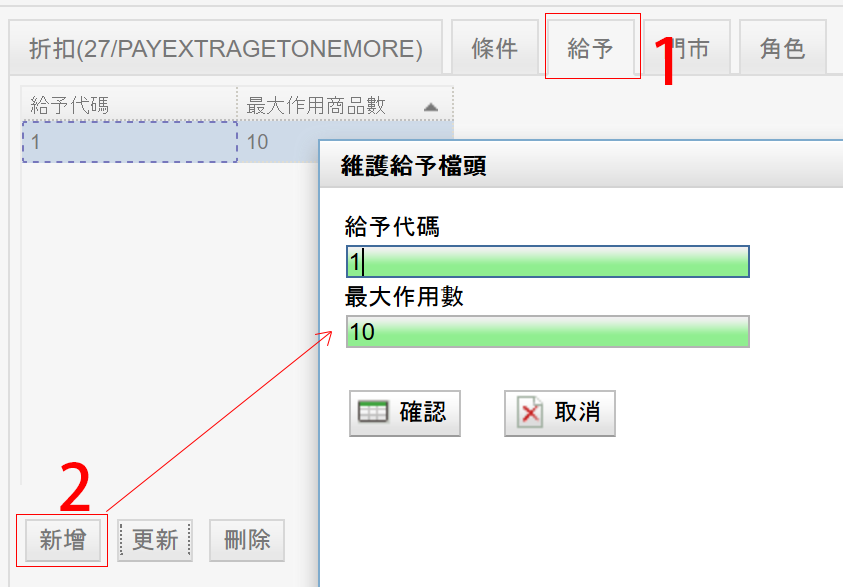 折扣(27/PAYEXTRAGETONEMORE) 條件 給予 門市 角色
1
給予代碼 最大作用商品數
1 10
維護給予檔頭
給予代碼
1
最大作用數
10
確認 取消
2
新增 更新 刪除